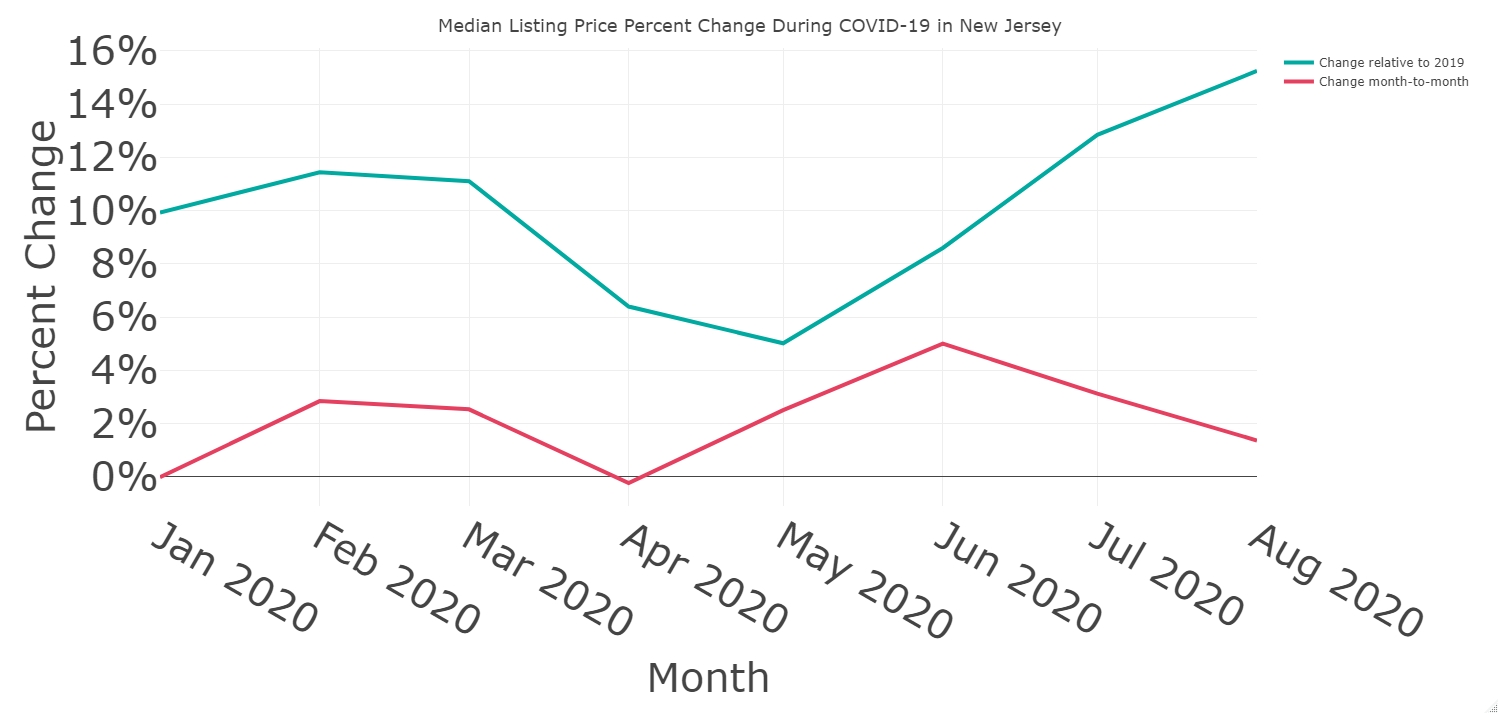 Median Listing Price Percent Change During COVID-19 in New Jersey
Change relative to 2019
Change month-to-month
Percent Change
16%
14%
12%
10%
8%
6%
4%
2%
0%
Jan 2020
Feb 2020
Mar 2020
Apr 2020
May 2020
Jun 2020
Jul 2020
Aug 2020
Month